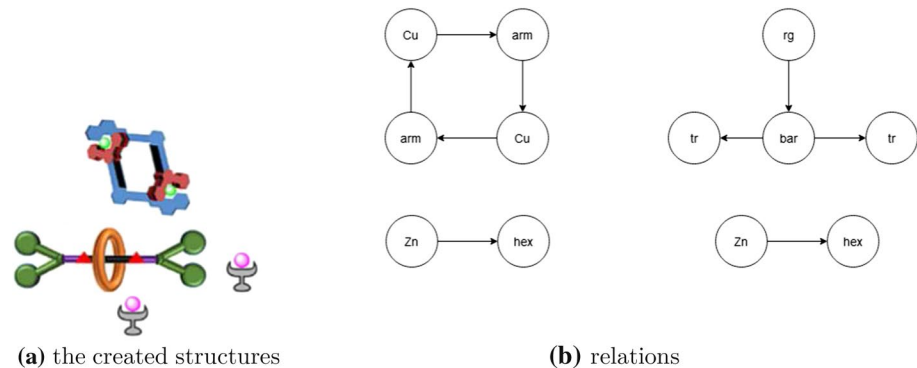 Cu arm rg
arm Cu tr bar tr
Zn hex Zn hex
(a) the created structures (b) relations